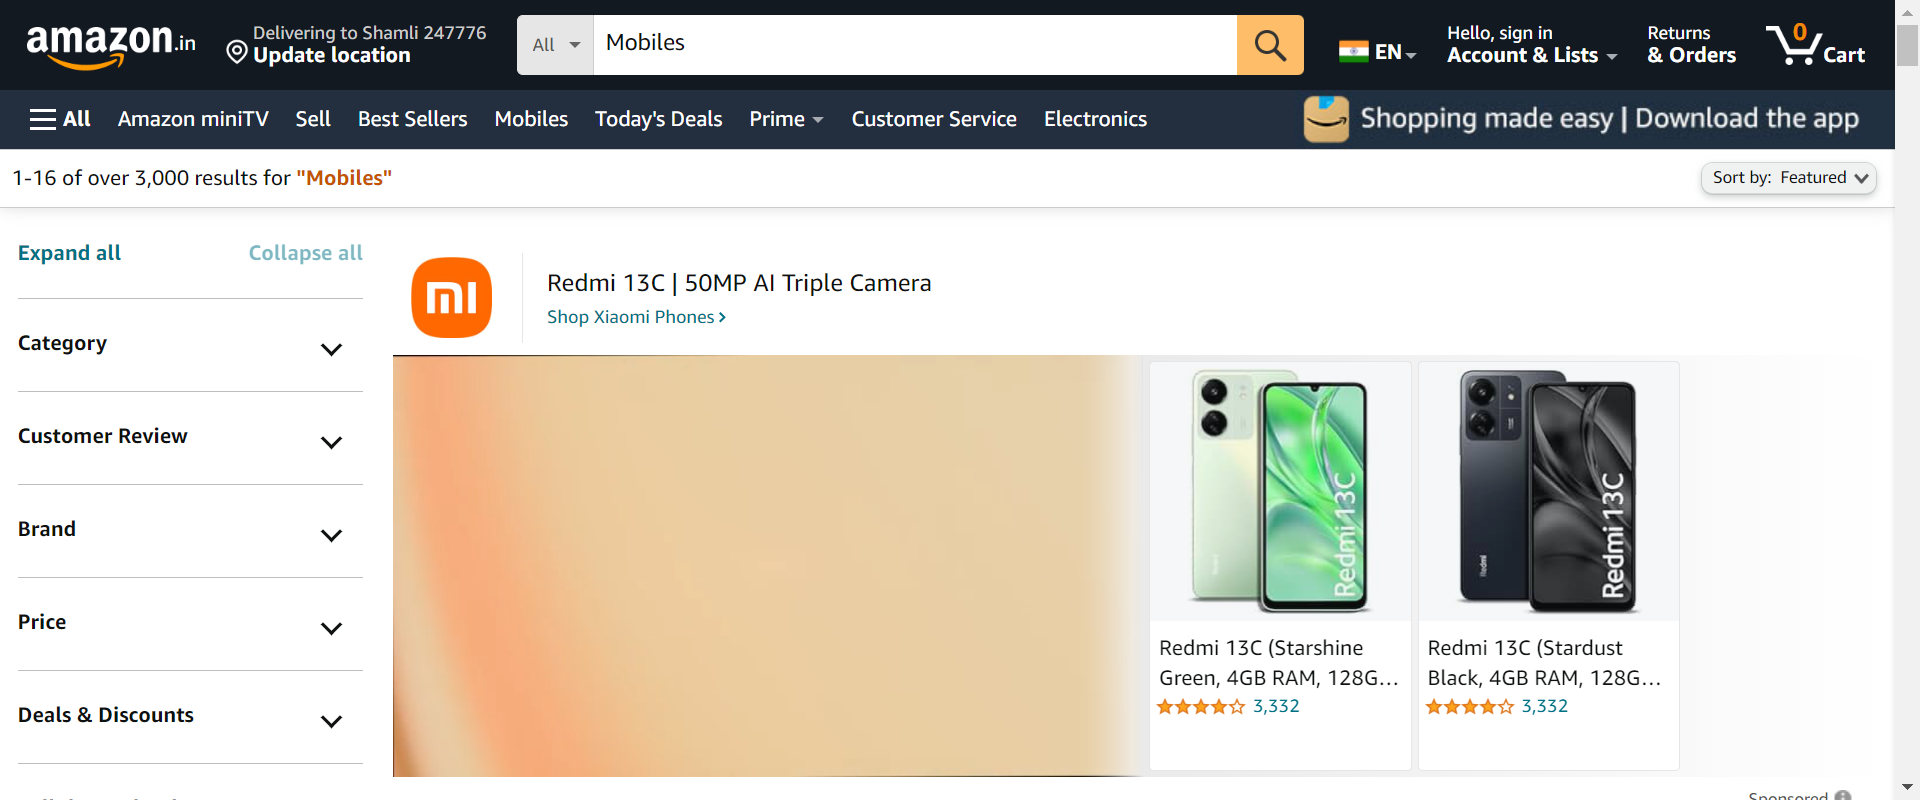 amazon.in
Delivering to Shamli 247776
Update location
All
Mobiles
EN
Hello, sign in
Account & Lists
Returns
& Orders
0
Cart
All
Amazon miniTV
Sell
Best Sellers
Mobiles
Today's Deals
Prime
Customer Service
Electronics
Shopping made easy | Download the app
1-16 of over 3,000 results for "Mobiles"
Sort by: Featured
Expand all
Collapse all
Category
Customer Review
Brand
Price
Deals & Discounts
mi
Redmi 13C | 50MP AI Triple Camera
Shop Xiaomi Phones ›
Redmi 13C
Redmi 13C (Starshine
Green, 4GB RAM, 128G...
3,332
Redmi
Redmi 13C
Redmi 13C (Stardust
Black, 4GB RAM, 128G...
3,332
Sponsored